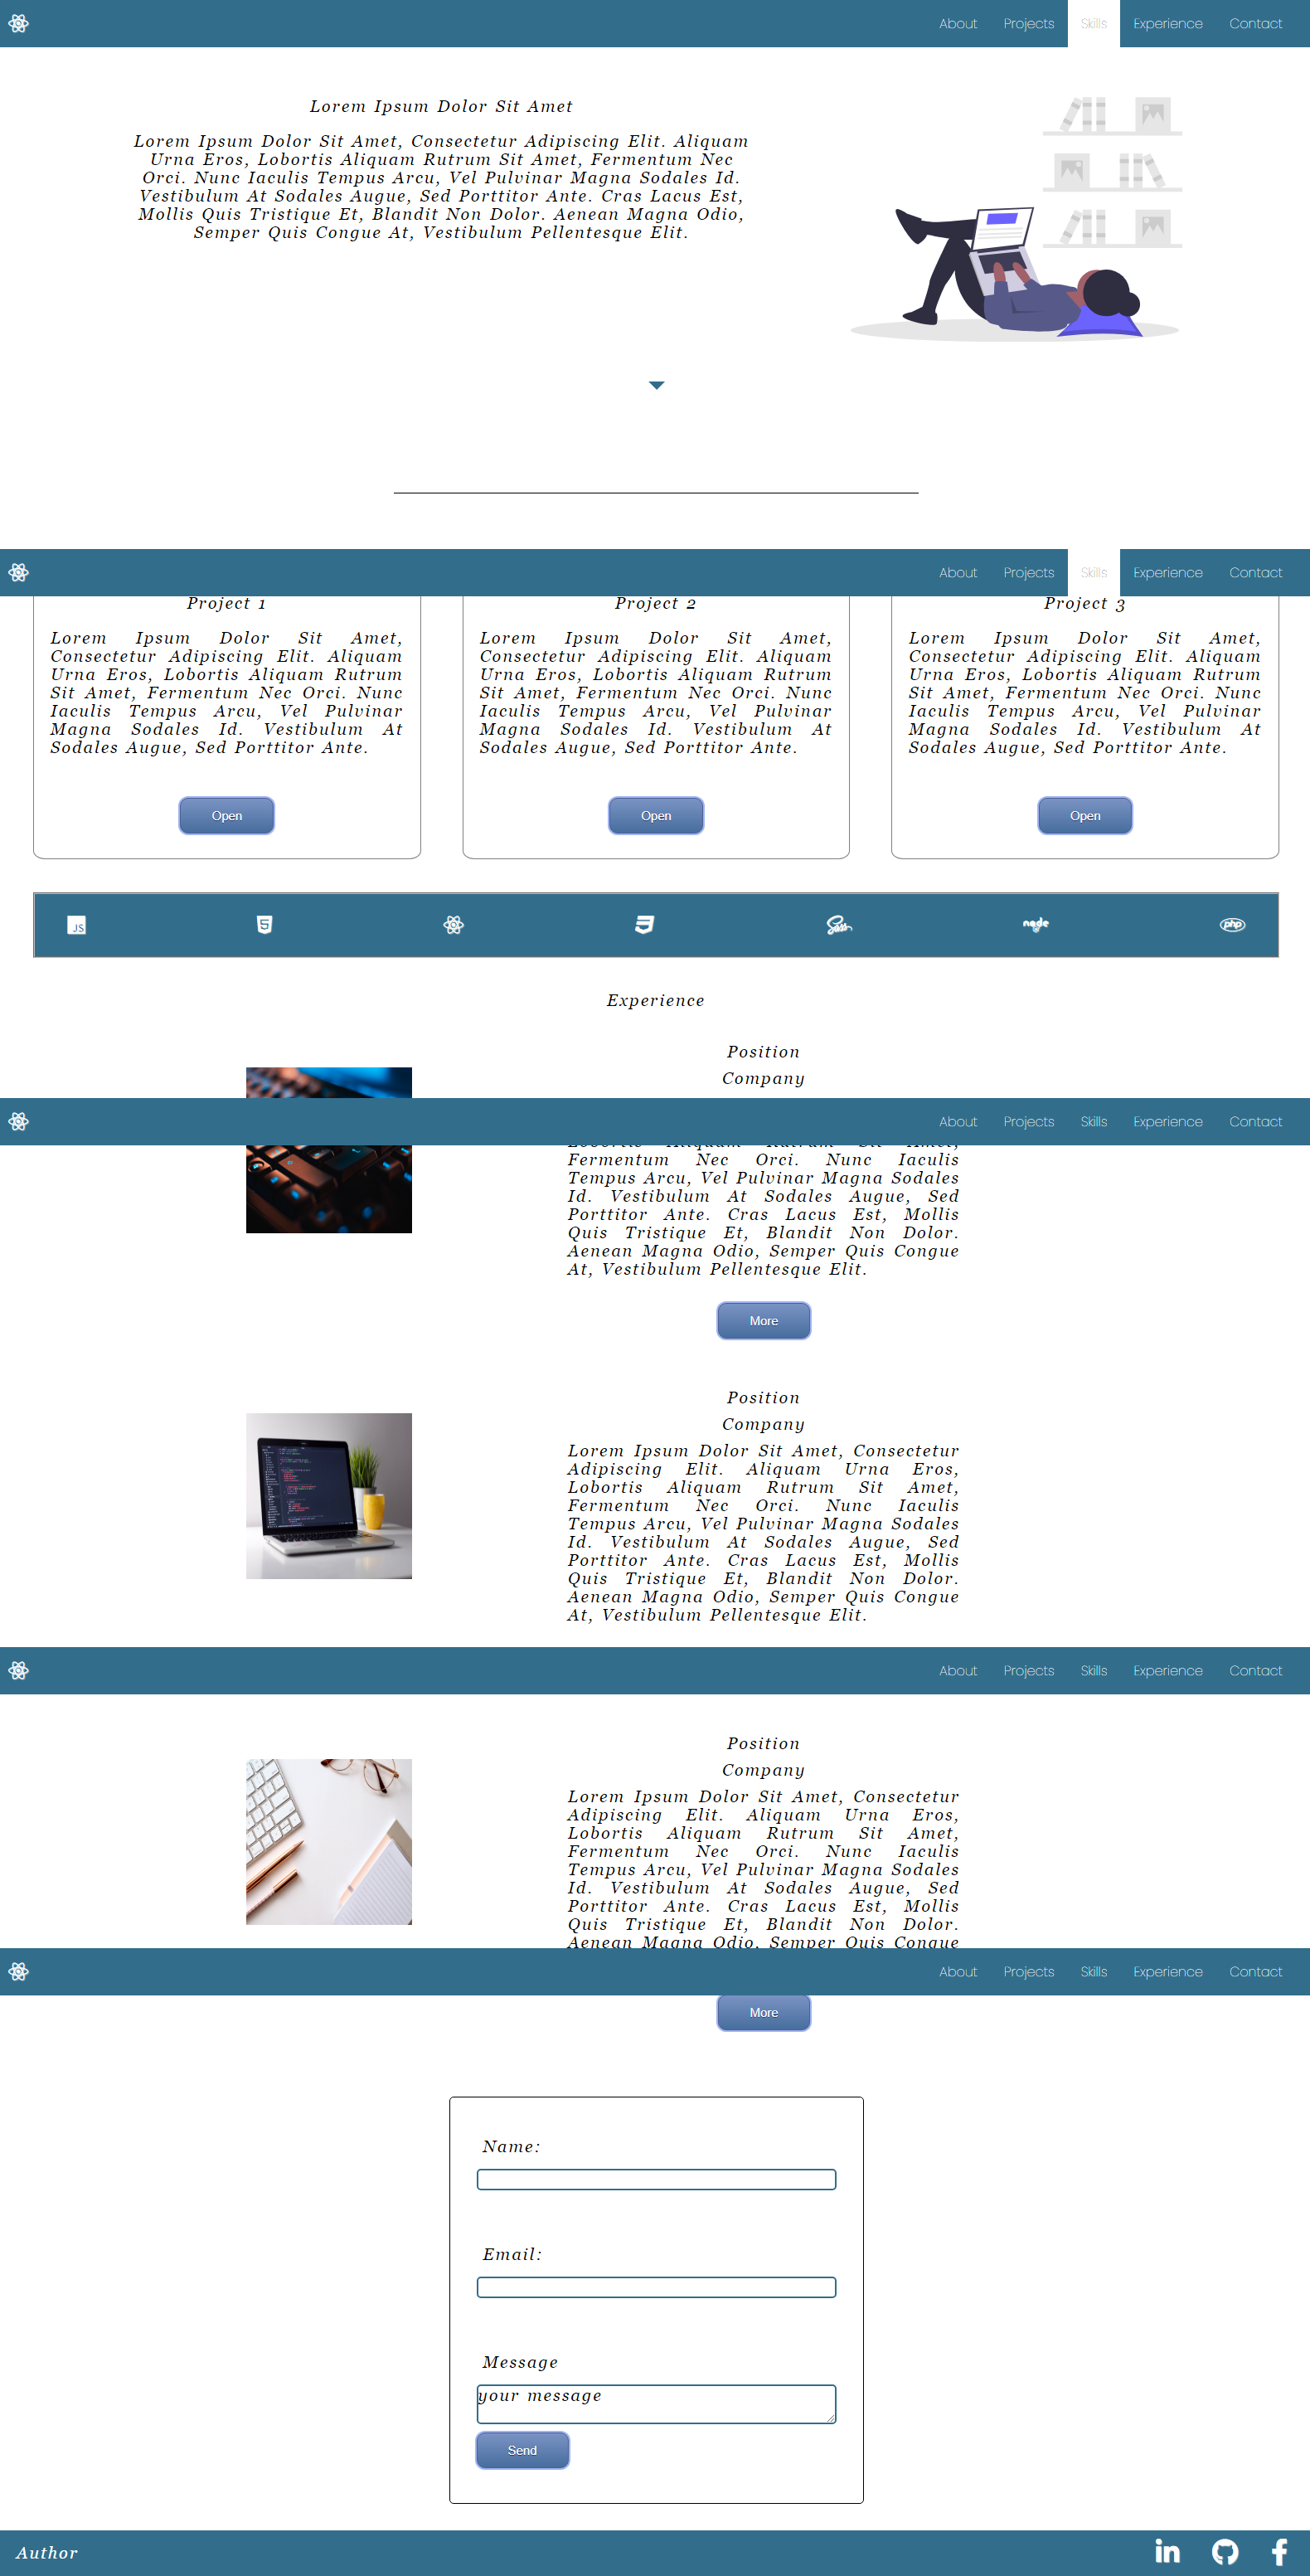 About Projects Skills Experience Contact
Lorem Ipsum Dolor Sit Amet
Lorem Ipsum Dolor Sit Amet, Consectetur Adipiscing Elit. Aliquam
Urna Eros, Lobortis Aliquam Rutrum Sit Amet, Fermentum Nec
Orci. Nunc Iaculis Tempus Arcu, Vel Pulvinar Magna Sodales Id.
Vestibulum At Sodales Augue, Sed Porttitor Ante. Cras Lacus Est,
Mollis Quis Tristique Et, Blandit Non Dolor. Aenean Magna Odio,
Semper Quis Congue At, Vestibulum Pellentesque Elit.
About Projects Skills Experience Contact
Project 1
Lorem Ipsum Dolor Sit Amet,
Consectetur Adipiscing Elit. Aliquam
Urna Eros, Lobortis Aliquam Rutrum
Sit Amet, Fermentum Nec Orci. Nunc
Iaculis Tempus Arcu, Vel Pulvinar
Magna Sodales Id. Vestibulum At
Sodales Augue, Sed Porttitor Ante.
Open
Project 2
Lorem Ipsum Dolor Sit Amet,
Consectetur Adipiscing Elit. Aliquam
Urna Eros, Lobortis Aliquam Rutrum
Sit Amet, Fermentum Nec Orci. Nunc
Iaculis Tempus Arcu, Vel Pulvinar
Magna Sodales Id. Vestibulum At
Sodales Augue, Sed Porttitor Ante.
Open
Project 3
Lorem Ipsum Dolor Sit Amet,
Consectetur Adipiscing Elit. Aliquam
Urna Eros, Lobortis Aliquam Rutrum
Sit Amet, Fermentum Nec Orci. Nunc
Iaculis Tempus Arcu, Vel Pulvinar
Magna Sodales Id. Vestibulum At
Sodales Augue, Sed Porttitor Ante.
Open
JS 5 Sass node php
Experience
Position
Company
About Projects Skills Experience Contact
Lobortis Aliquam Rutrum Sit Amet,
Fermentum Nec Orci. Nunc Iaculis
Tempus Arcu, Vel Pulvinar Magna Sodales
Id. Vestibulum At Sodales Augue, Sed
Porttitor Ante. Cras Lacus Est, Mollis
Quis Tristique Et, Blandit Non Dolor.
Aenean Magna Odio, Semper Quis Congue
At, Vestibulum Pellentesque Elit.
More
Position
Company
Lorem Ipsum Dolor Sit Amet, Consectetur
Adipiscing Elit. Aliquam Urna Eros,
Lobortis Aliquam Rutrum Sit Amet,
Fermentum Nec Orci. Nunc Iaculis
Tempus Arcu, Vel Pulvinar Magna Sodales
Id. Vestibulum At Sodales Augue, Sed
Porttitor Ante. Cras Lacus Est, Mollis
Quis Tristique Et, Blandit Non Dolor.
Aenean Magna Odio, Semper Quis Congue
At, Vestibulum Pellentesque Elit.
About Projects Skills Experience Contact
Position
Company
Lorem Ipsum Dolor Sit Amet, Consectetur
Adipiscing Elit. Aliquam Urna Eros,
Lobortis Aliquam Rutrum Sit Amet,
Fermentum Nec Orci. Nunc Iaculis
Tempus Arcu, Vel Pulvinar Magna Sodales
Id. Vestibulum At Sodales Augue, Sed
Porttitor Ante. Cras Lacus Est, Mollis
Quis Tristique Et, Blandit Non Dolor.
Aenean Magna Odio, Semper Quis Congue
About Projects Skills Experience Contact
More
Name:
Email:
Message
your message
Send
Author in f